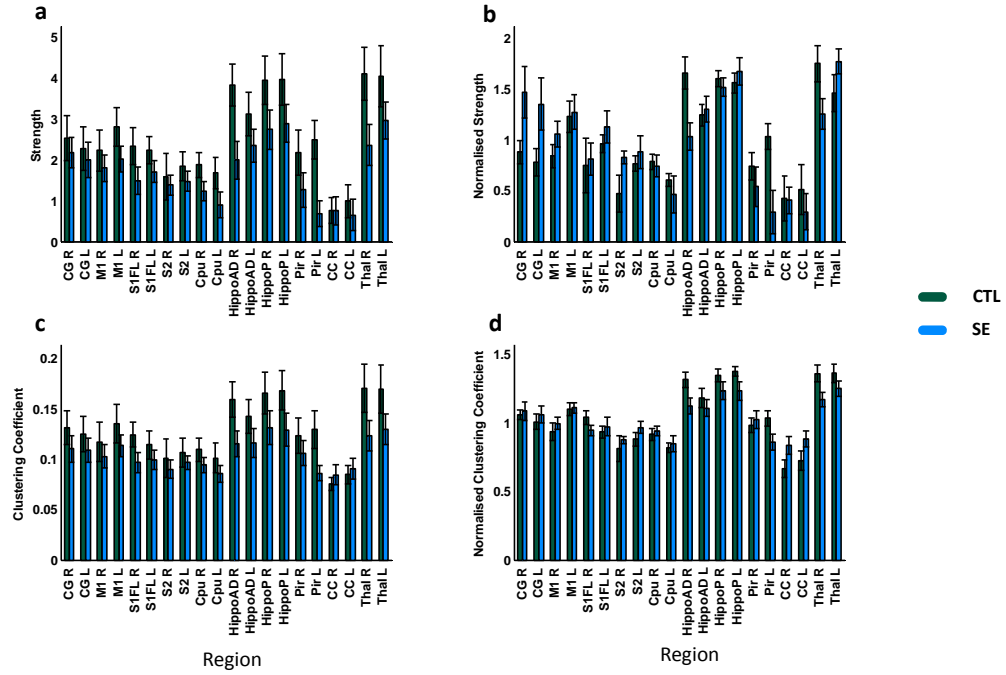 a
Strength
5
4
3
2
1
0
CG R
CG L
M1 R
M1 L
S1FL R
S1FL L
S2 R
S2 L
Cpu R
Cpu L
HippoAD R
HippoAD L
HippoP R
HippoP L
Pir R
Pir L
CC R
CC L
Thal R
Thal L
b
Normalised Strength
2
1.5
1
0.5
0
CG R
CG L
M1 R
M1 L
S1FL R
S1FL L
S2 R
S2 L
Cpu R
Cpu L
HippoAD R
HippoAD L
HippoP R
HippoP L
Pir R
Pir L
CC R
CC L
Thal R
Thal L
CTL
SE
c
Clustering Coefficient
0.2
0.15
0.1
0.05
0
CG R
CG L
M1 R
M1 L
S1FL R
S1FL L
S2 R
S2 L
Cpu R
Cpu L
HippoAD R
HippoAD L
HippoP R
HippoP L
Pir R
Pir L
CC R
CC L
Thal R
Thal L
Region
d
Normalised Clustering Coefficient
1.5
1
0.5
0
CG R
CG L
M1 R
M1 L
S1FL R
S1FL L
S2 R
S2 L
Cpu R
Cpu L
HippoAD R
HippoAD L
HippoP R
HippoP L
Pir R
Pir L
CC R
CC L
Thal R
Thal L
Region